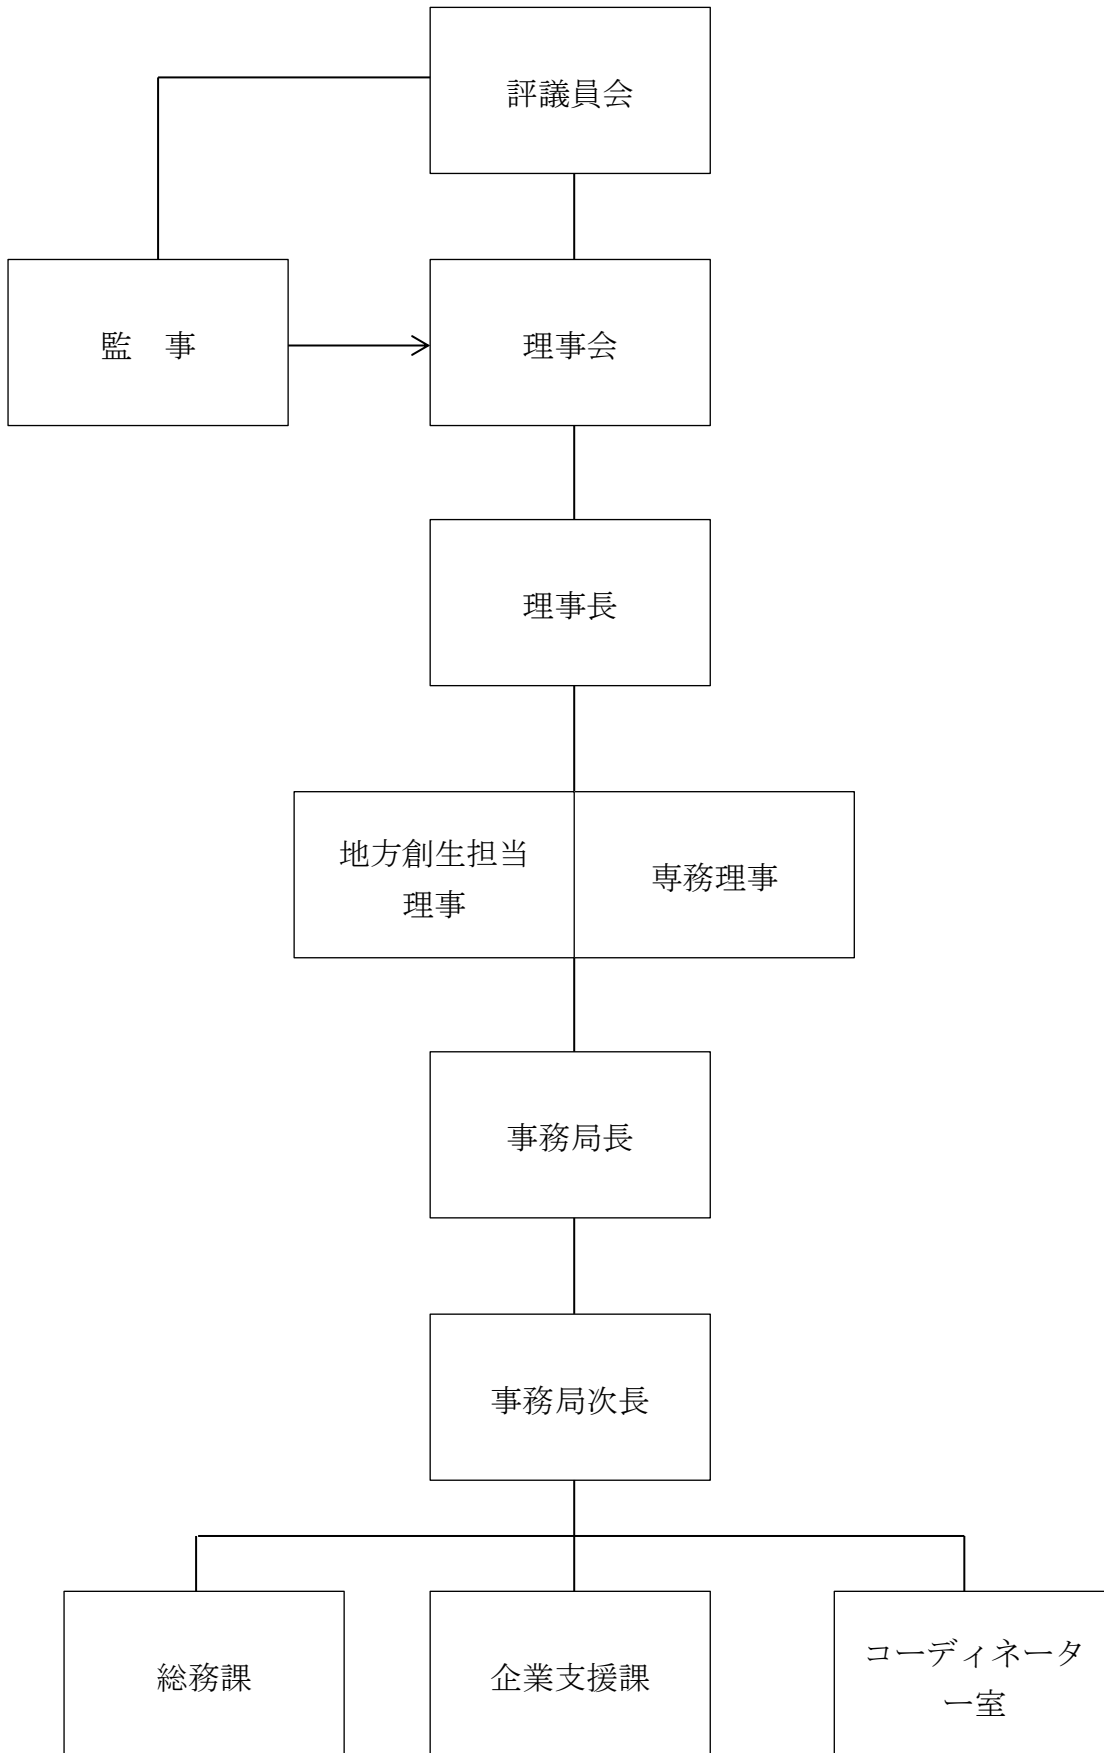 評議員会
監　事
理事会
理事長
地方創生担当
理事
専務理事
事務局長
事務局次長
総務課
企業支援課
コーディネータ
ー室